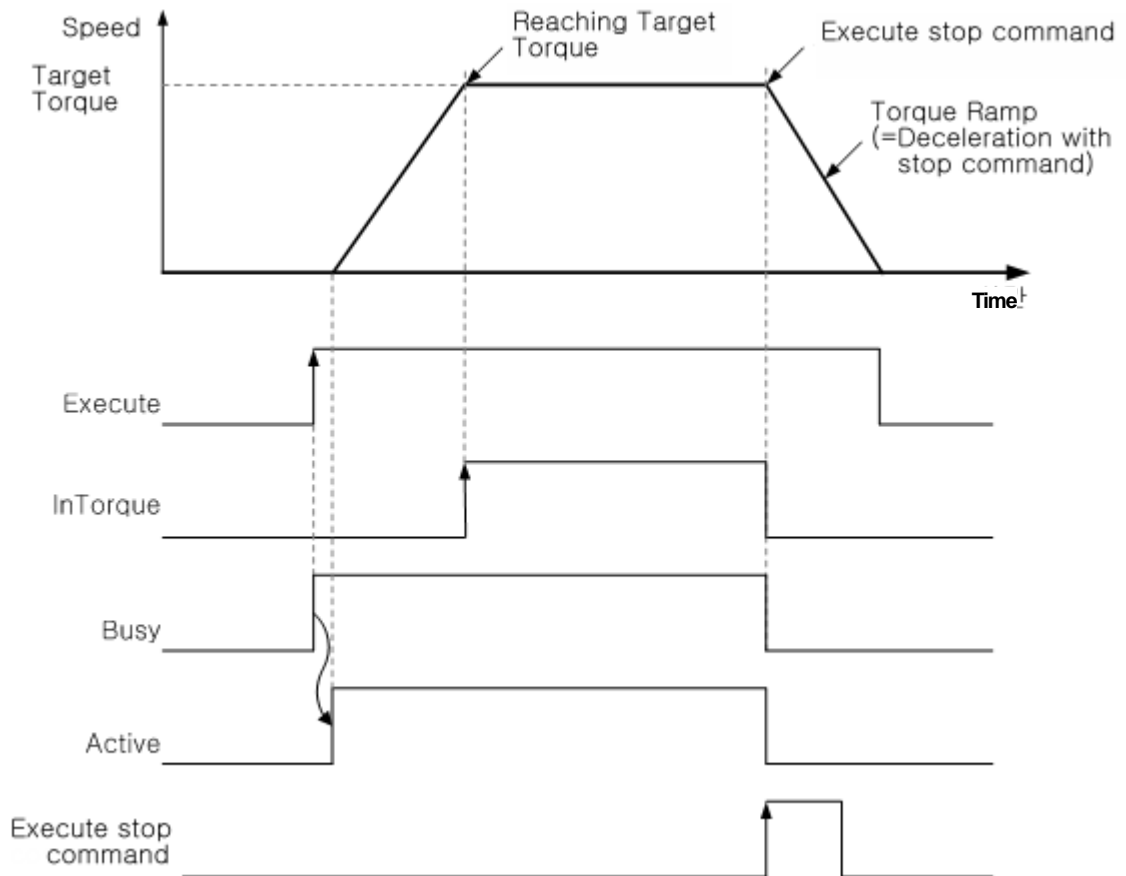 Speed
Target
Torque
Reaching Target
Torque
Execute stop command
Torque Ramp
(=Deceleration with
stop command)
Time
Execute
InTorque
Busy
Active
Execute stop
command